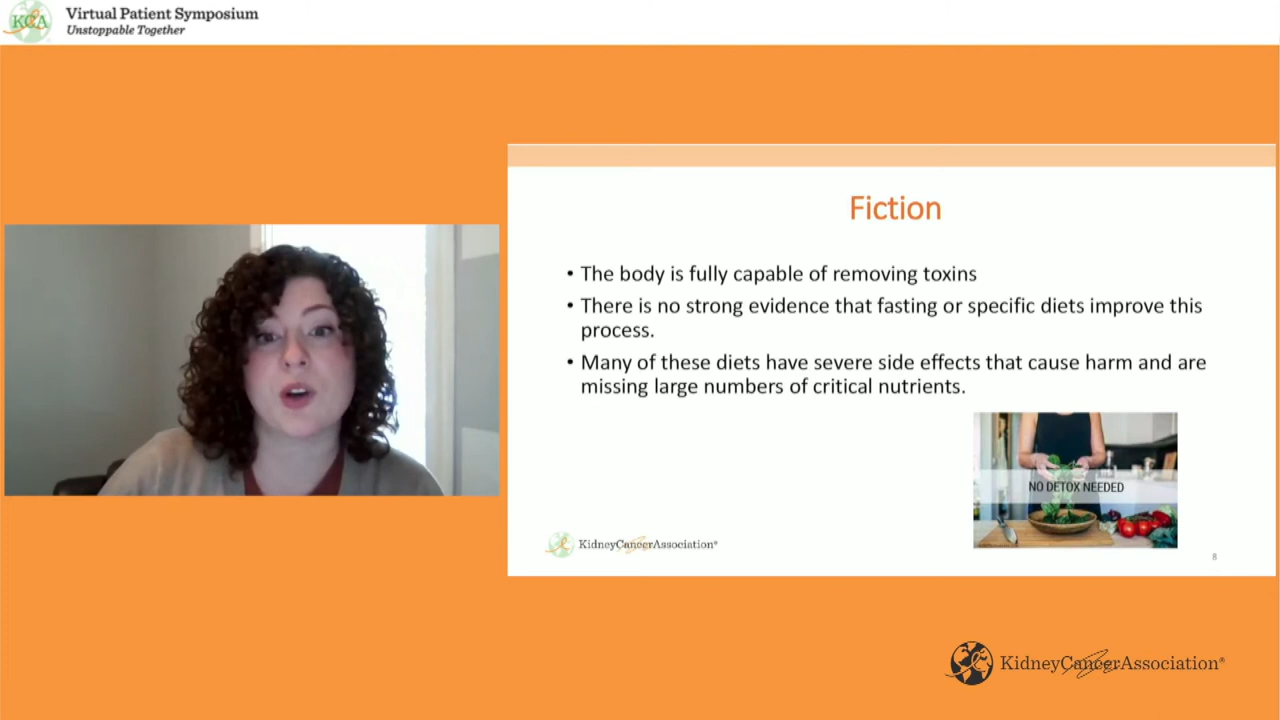 KCA
Virtual Patient Symposium
Unstoppable Together
Fiction
• The body is fully capable of removing toxins
• There is no strong evidence that fasting or specific diets improve this
process.
• Many of these diets have severe side effects that cause harm and are
missing large numbers of critical nutrients.
NO DETOX NEEDED
KidneyCancerAssociation®
8
KidneyCancerAssociation®